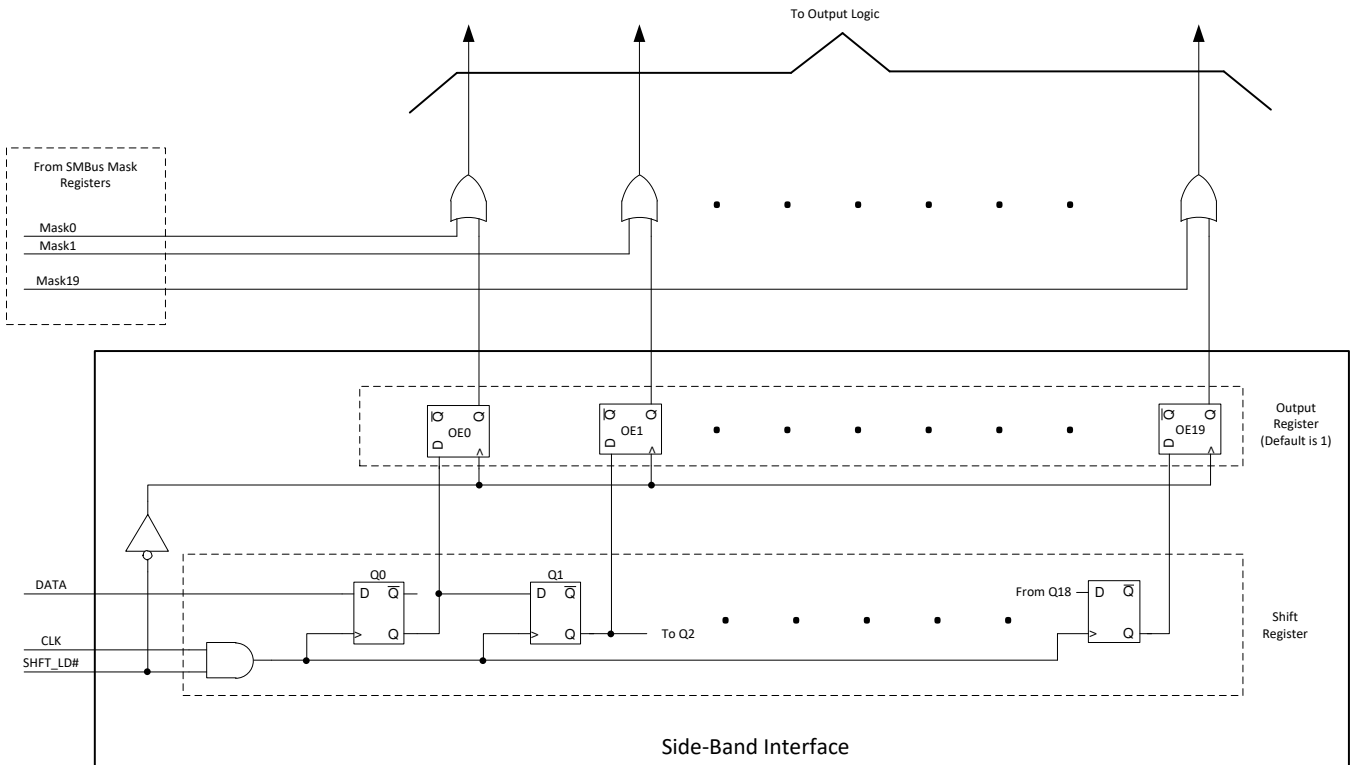 To Output Logic
From SMBus Mask
Registers
Mask0
Mask1
Mask19
Q Q
OE0
D
Q Q
OE1
D
Q Q
OE19
D
Output
Register
(Default is 1)
Q0
Q1
DATA
D Q
Q
D Q
Q
From Q18
D Q
Q
To Q2
Shift
Register
CLK
SHFT_LD#
Side-Band Interface